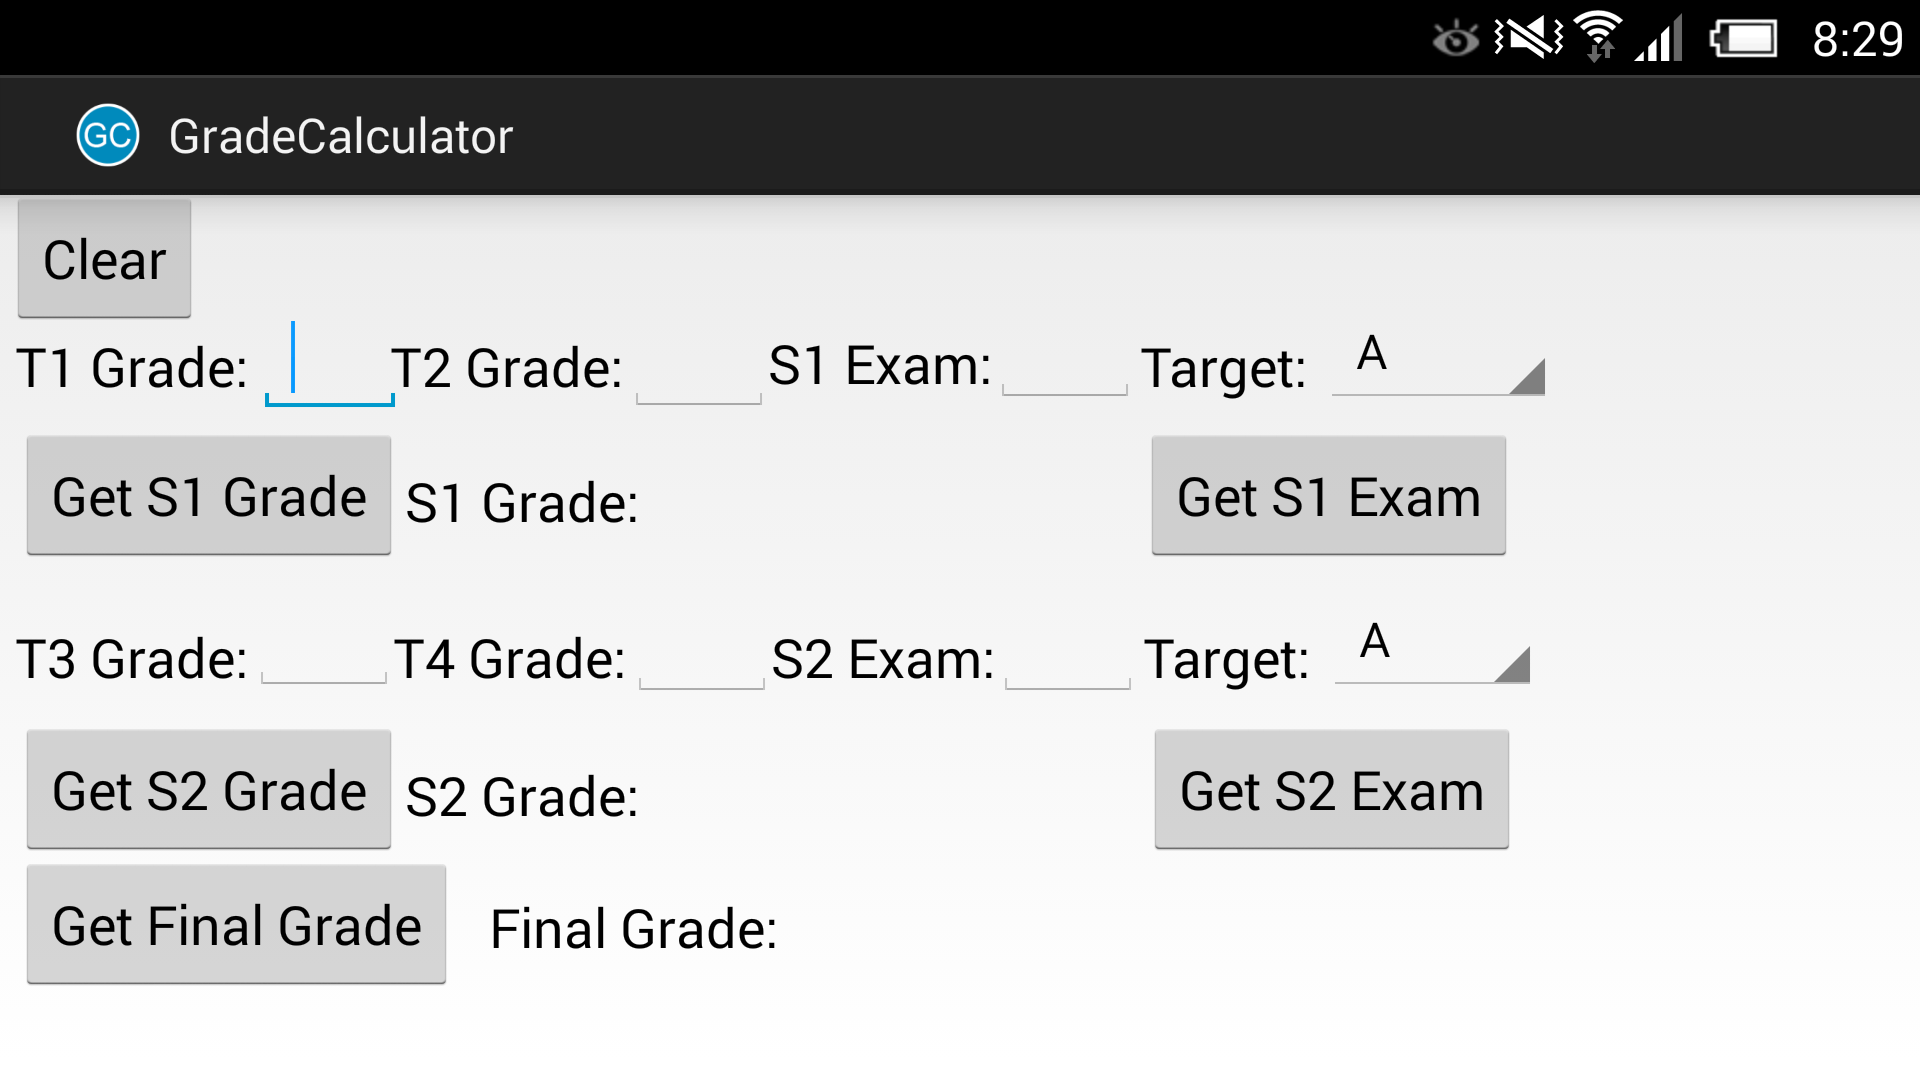 8:29
GC GradeCalculator
Clear
T1 Grade: T2 Grade: S1 Exam: Target: A
Get S1 Grade S1 Grade: Get S1 Exam
T3 Grade: T4 Grade: S2 Exam: Target: A
Get S2 Grade S2 Grade: Get S2 Exam
Get Final Grade Final Grade: